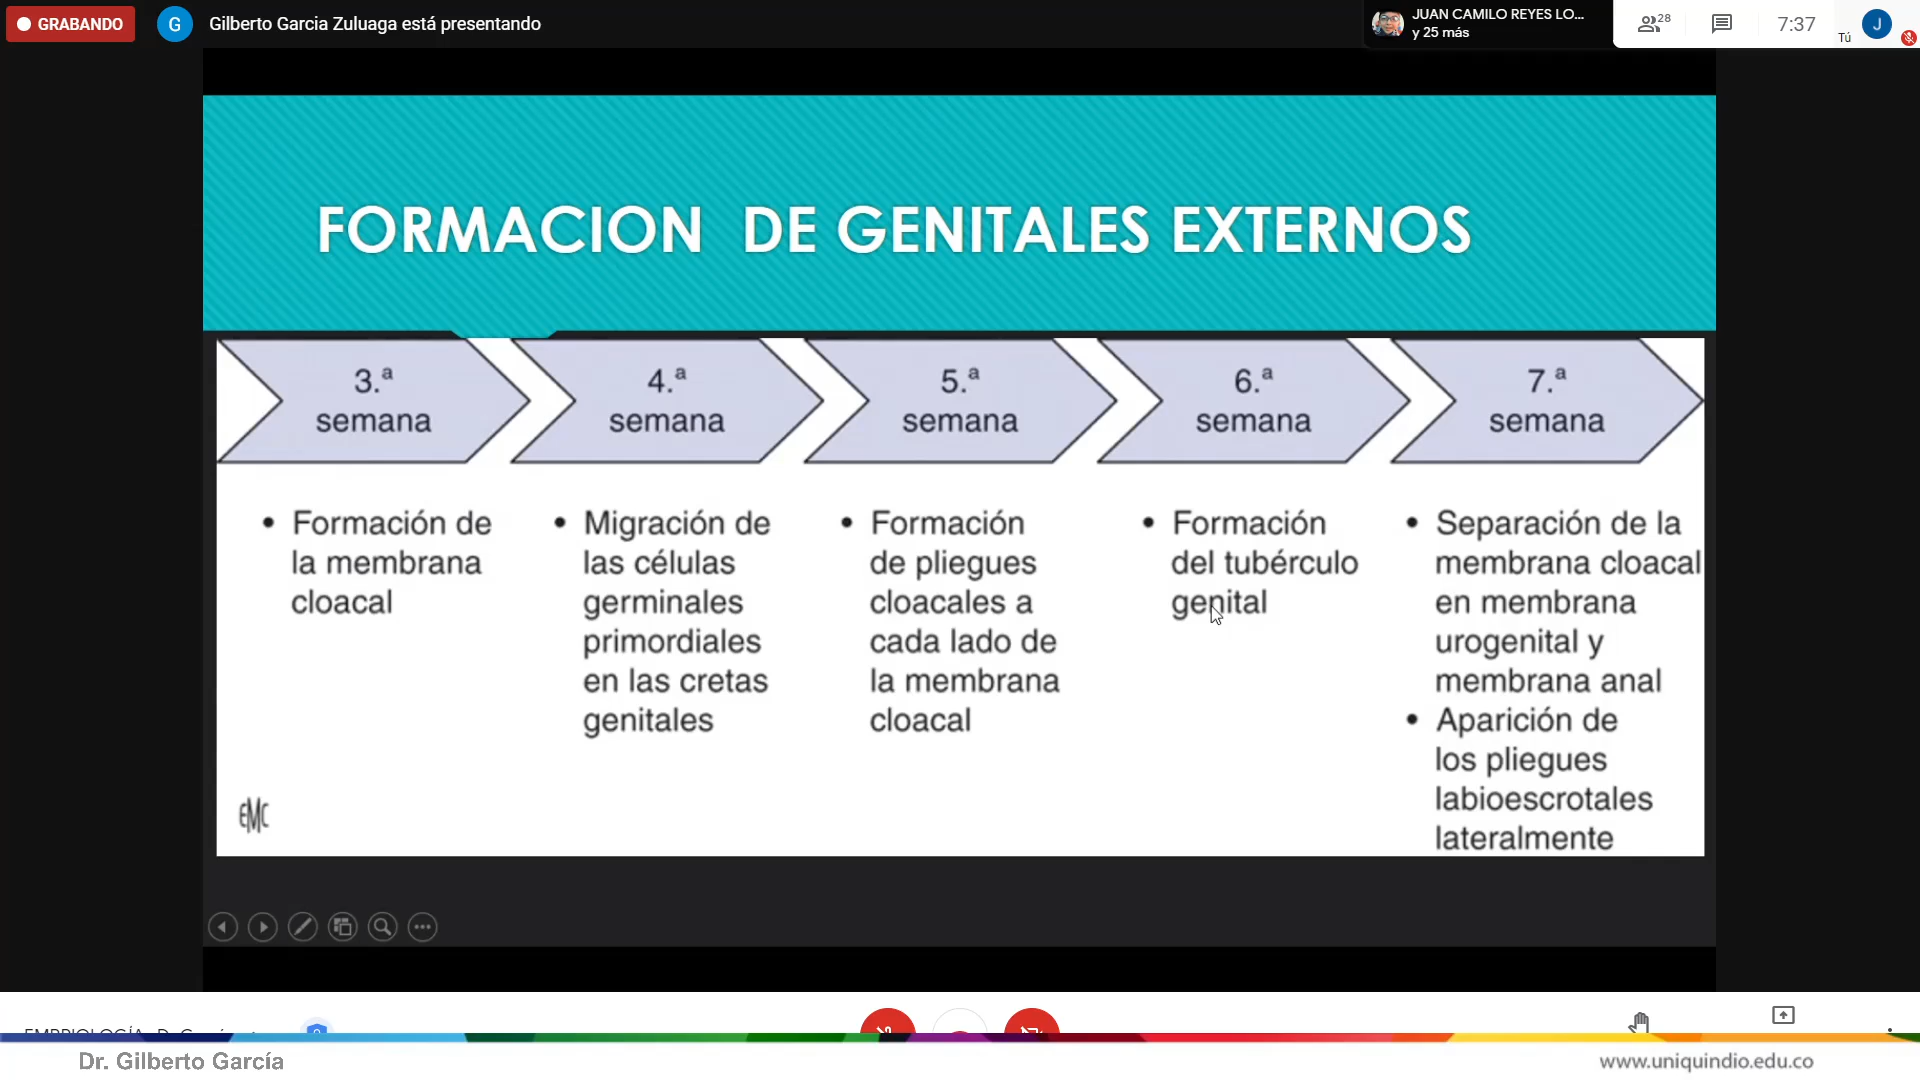 GRABANDO
G
Gilberto Garcia Zuluaga está presentando
JUAN CAMILO REYES LO...
y 25 más
28
7:37
Tú
J
FORMACION DE GENITALES EXTERNOS
3.ª
semana
4.ª
semana
5.ª
semana
6.ª
semana
7.ª
semana
• Formación de
la membrana
cloacal
• Migración de
las células
germinales
primordiales
en las cretas
genitales
• Formación
de pliegues
cloacales a
cada lado de
la membrana
cloacal
• Formación
del tubérculo
genital
• Separación de la
membrana cloacal
en membrana
urogenital y
membrana anal
• Aparición de
los pliegues
labioescrotales
lateralmente
EMC
Dr. Gilberto García
www.uniquindio.edu.co